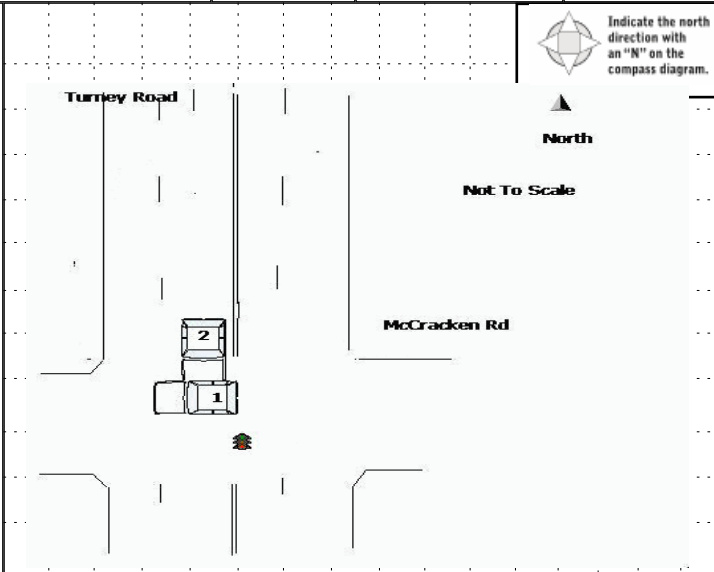 Indicate the north
direction with
an "N" on the
compass diagram.
Turney Road
North
Not To Scale
McCracken Rd
2
1